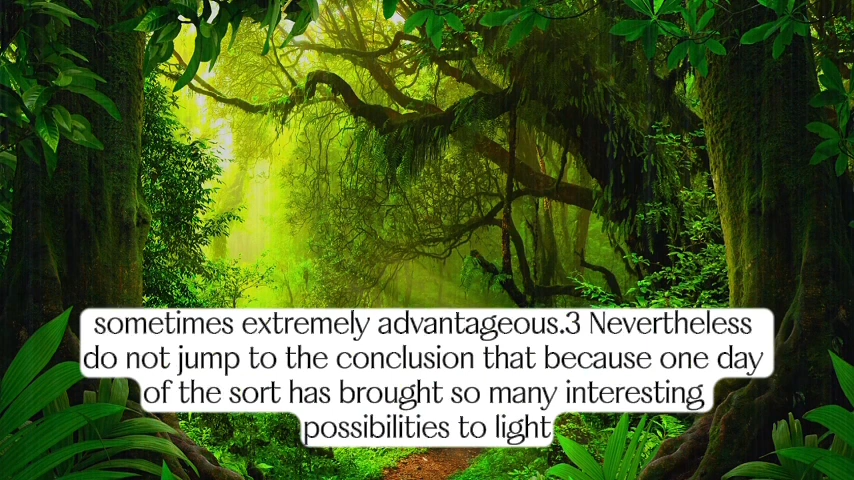 sometimes extremely advantageous.3 Nevertheless
do not jump to the conclusion that because one day
of the sort has brought so many interesting
possibilities to light